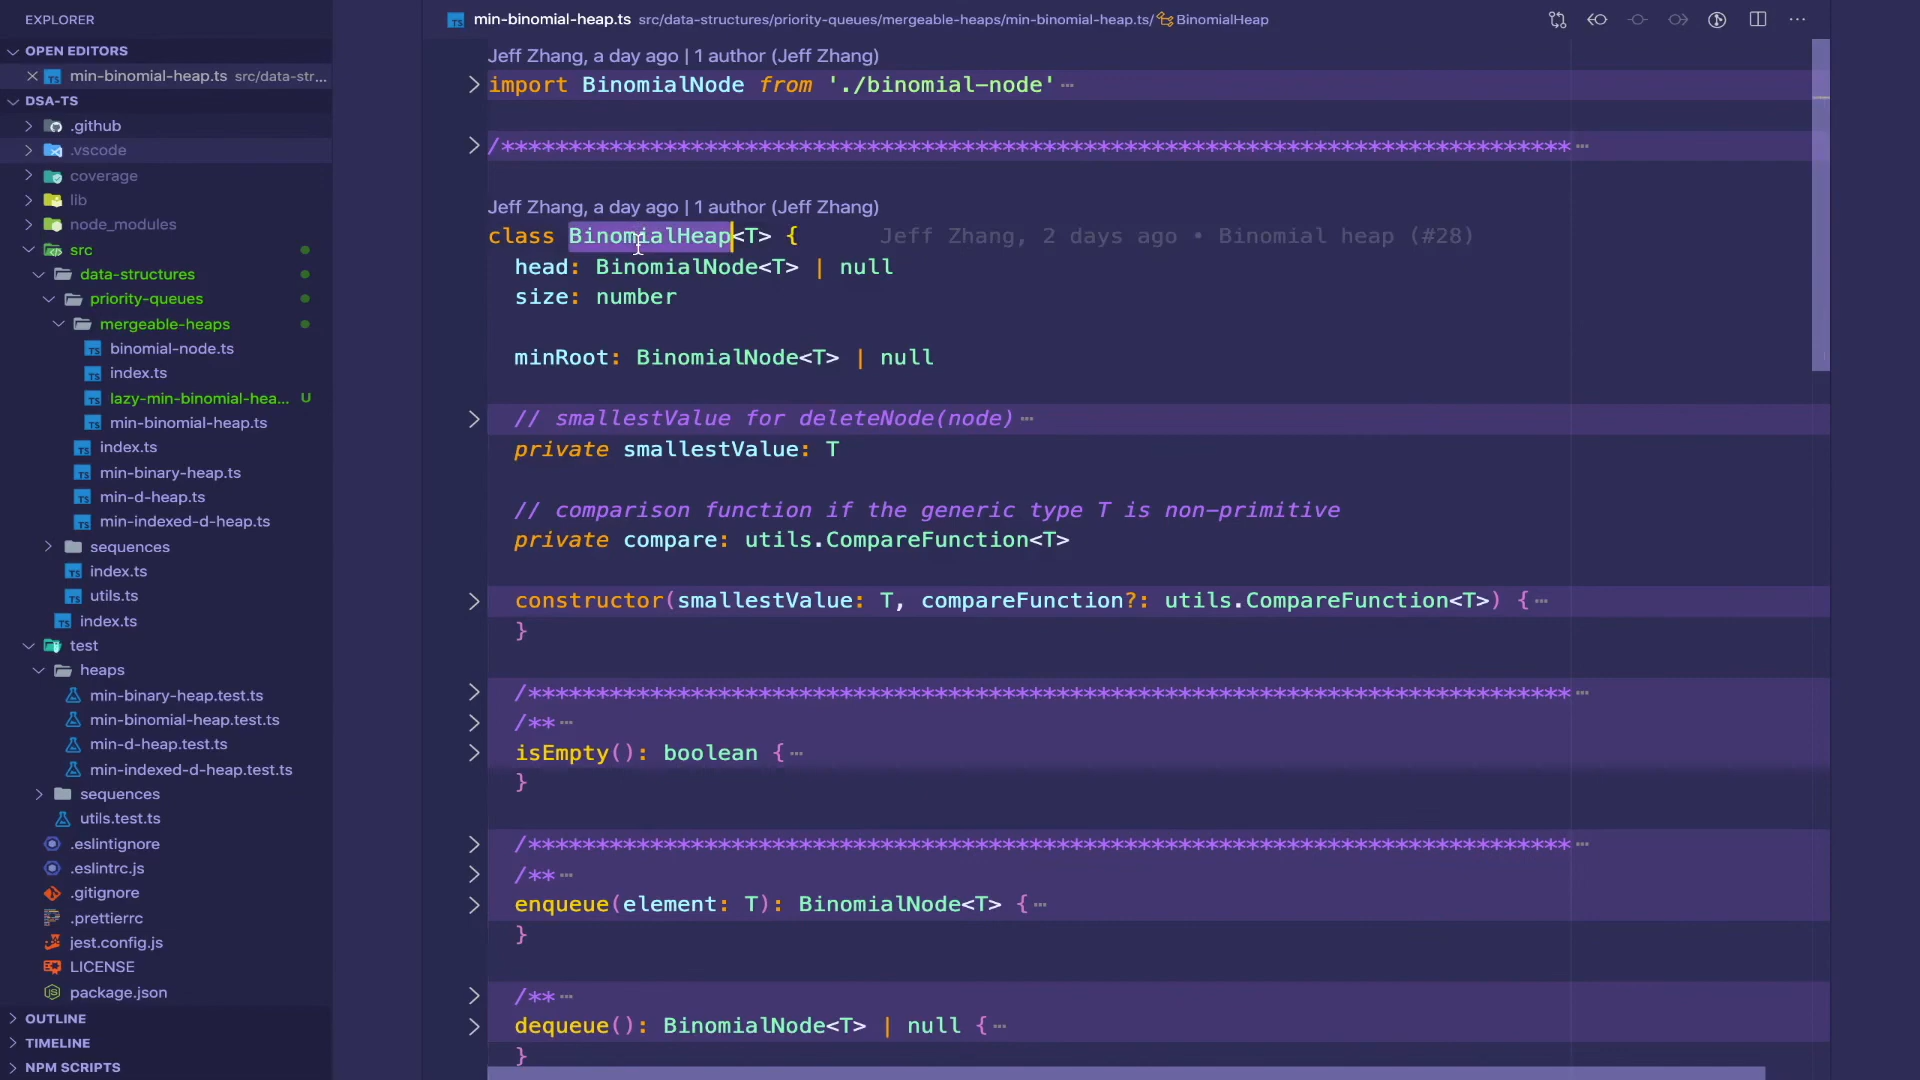 EXPLORER
OPEN EDITORS
min-binomial-heap.ts src/data-str...
DSA-TS
.github
.vscode
coverage
lib
node_modules
src
data-structures
priority-queues
mergeable-heaps
binomial-node.ts
index.ts
lazy-min-binomial-hea... U
min-binomial-heap.ts
index.ts
min-binary-heap.ts
min-d-heap.ts
min-indexed-d-heap.ts
sequences
index.ts
utils.ts
index.ts
test
heaps
min-binary-heap.test.ts
min-binomial-heap.test.ts
min-d-heap.test.ts
min-indexed-d-heap.test.ts
sequences
utils.test.ts
.eslintignore
.eslintrc.js
.gitignore
.prettierrc
jest.config.js
LICENSE
package.json
OUTLINE
TIMELINE
NPM SCRIPTS
min-binomial-heap.ts src/data-structures/priority-queues/mergeable-heaps/min-binomial-heap.ts/ BinomialHeap
Jeff Zhang, a day ago | 1 author (Jeff Zhang)
import BinomialNode from './binomial-node' ...
/******************************************************************************* ...
Jeff Zhang, a day ago | 1 author (Jeff Zhang)
class BinomialHeap<T> { Jeff Zhang, 2 days ago • Binomial heap (#28)
head: BinomialNode<T> | null
size: number
minRoot: BinomialNode<T> | null
// smallestValue for deleteNode(node) ...
private smallestValue: T
// comparison function if the generic type T is non-primitive
private compare: utils.CompareFunction<T>
constructor(smallestValue: T, compareFunction?: utils.CompareFunction<T>) { ...
}
/***************************************************************************** ...
/** ...
isEmpty(): boolean { ...
}
/***************************************************************************** ...
/** ...
enqueue(element: T): BinomialNode<T> { ...
}
/** ...
dequeue(): BinomialNode<T> | null { ...
}